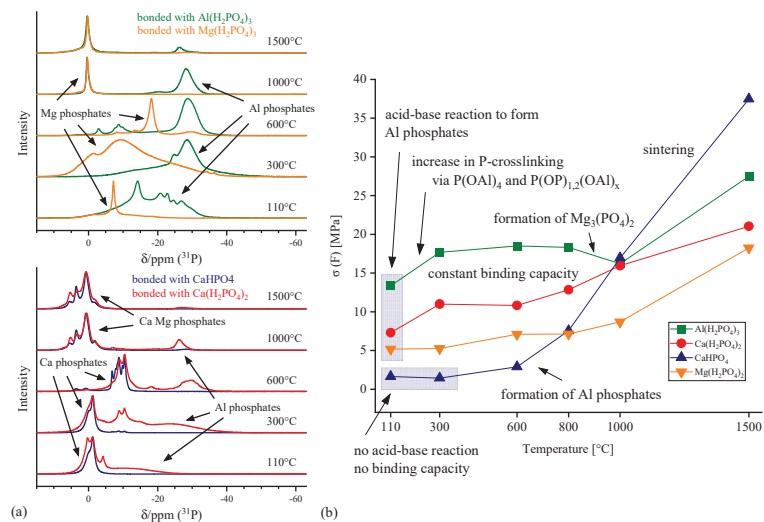 (a)
bonded with Al(H2PO4)3
bonded with Mg(H2PO4)3
1500°C
1000°C
Mg phosphates
Al phosphates
600°C
300°C
110°C
Intensity
0 -20 -40 -60
δ/ppm (31P)
bonded with CaHPO4
bonded with Ca(H2PO4)2
1500°C
Ca Mg phosphates
1000°C
Ca phosphates
600°C
Al phosphates
300°C
110°C
Intensity
0 -20 -40 -60
δ/ppm (31P)
(b)
40
35
30
25
20
15
10
5
0
σ (F) [MPa]
acid-base reaction to form
Al phosphates
increase in P-crosslinking
via P(OAl)4 and P(OP)1,2(OAl)x
sintering
formation of Mg3(PO4)2
constant binding capacity
Al(H2PO4)3
Ca(H2PO4)2
CaHPO4
Mg(H2PO4)2
formation of Al phosphates
110 300 600 800 1000 1500
Temperature [°C]
no acid-base reaction
no binding capacity